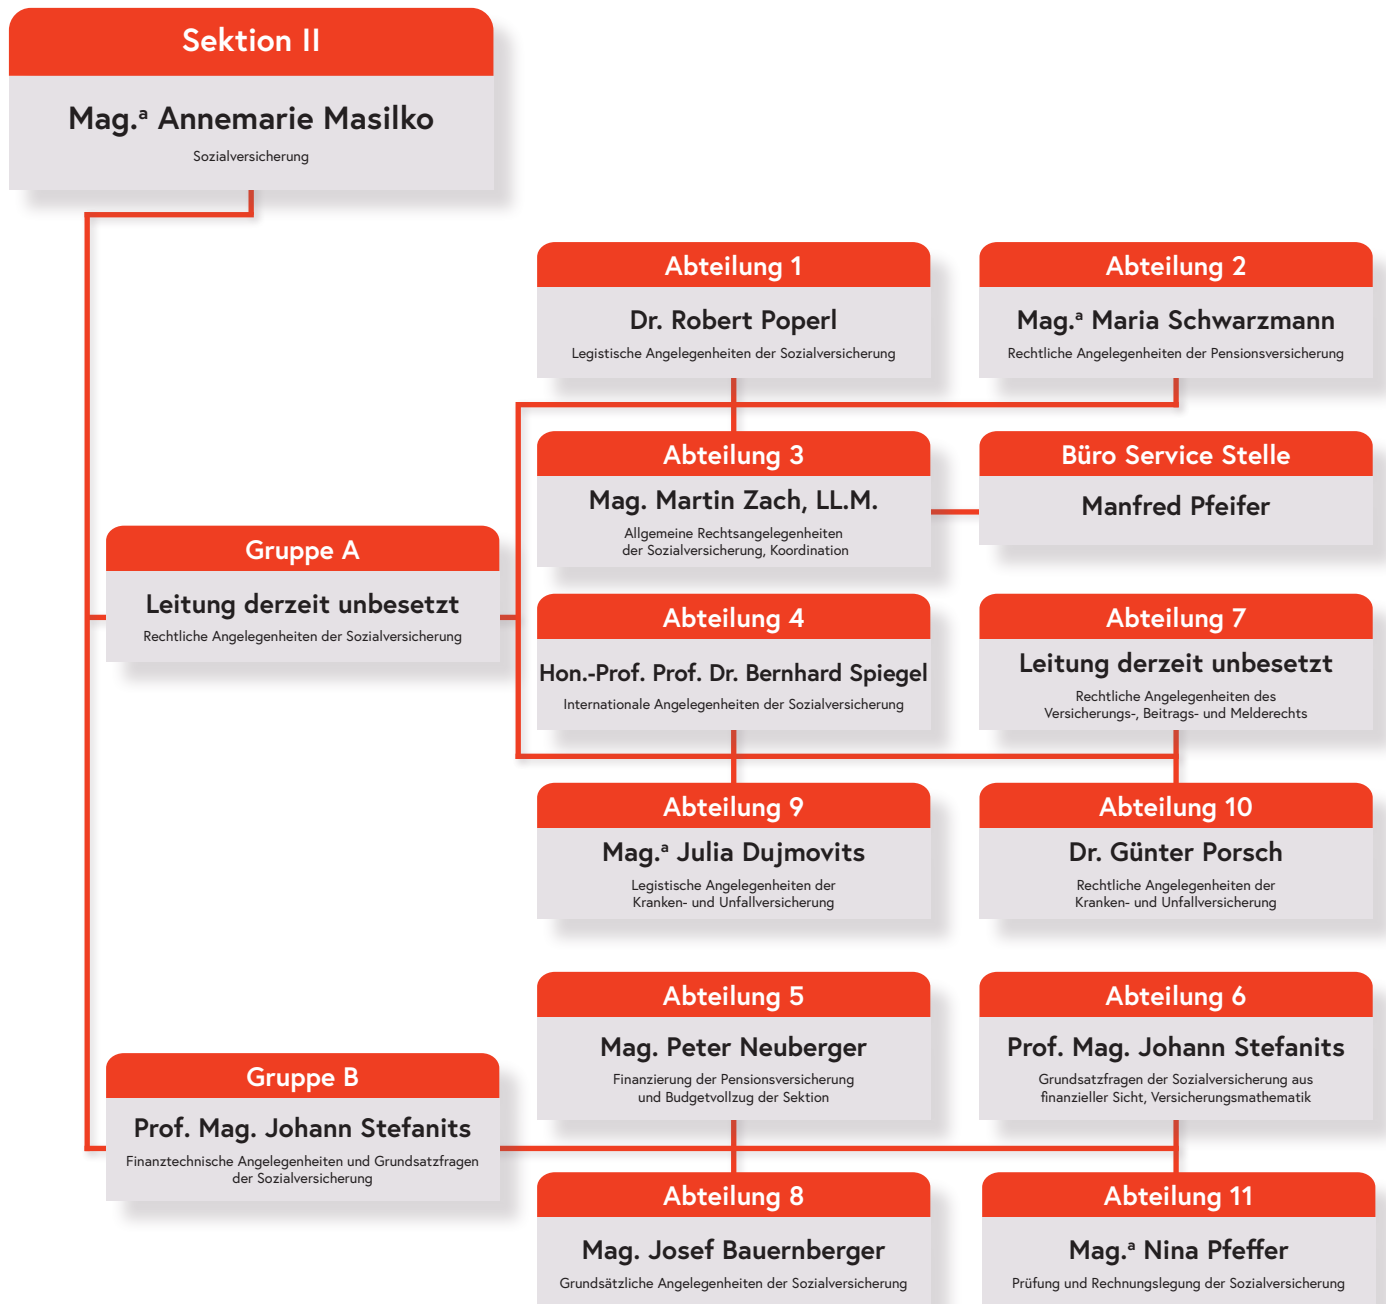 Sektion II
Mag.ª Annemarie Masilko
Sozialversicherung
Abteilung 1
Dr. Robert Poperl
Legistische Angelegenheiten der Sozialversicherung
Abteilung 2
Mag.ª Maria Schwarzmann
Rechtliche Angelegenheiten der Pensionsversicherung
Abteilung 3
Mag. Martin Zach, LL.M.
Allgemeine Rechtsangelegenheiten
der Sozialversicherung, Koordination
Büro Service Stelle
Manfred Pfeifer
Gruppe A
Leitung derzeit unbesetzt
Rechtliche Angelegenheiten der Sozialversicherung
Abteilung 4
Hon.-Prof. Prof. Dr. Bernhard Spiegel
Internationale Angelegenheiten der Sozialversicherung
Abteilung 7
Leitung derzeit unbesetzt
Rechtliche Angelegenheiten des
Versicherungs-, Beitrags- und Melderechts
Abteilung 9
Mag.ª Julia Dujmovits
Legistische Angelegenheiten der
Kranken- und Unfallversicherung
Abteilung 10
Dr. Günter Porsch
Rechtliche Angelegenheiten der
Kranken- und Unfallversicherung
Abteilung 5
Mag. Peter Neuberger
Finanzierung der Pensionsversicherung
und Budgetvollzug der Sektion
Abteilung 6
Prof. Mag. Johann Stefanits
Grundsatzfragen der Sozialversicherung aus
finanzieller Sicht, Versicherungsmathematik
Gruppe B
Prof. Mag. Johann Stefanits
Finanztechnische Angelegenheiten und Grundsatzfragen
der Sozialversicherung
Abteilung 8
Mag. Josef Bauernberger
Grundsätzliche Angelegenheiten der Sozialversicherung
Abteilung 11
Mag.ª Nina Pfeffer
Prüfung und Rechnungslegung der Sozialversicherung